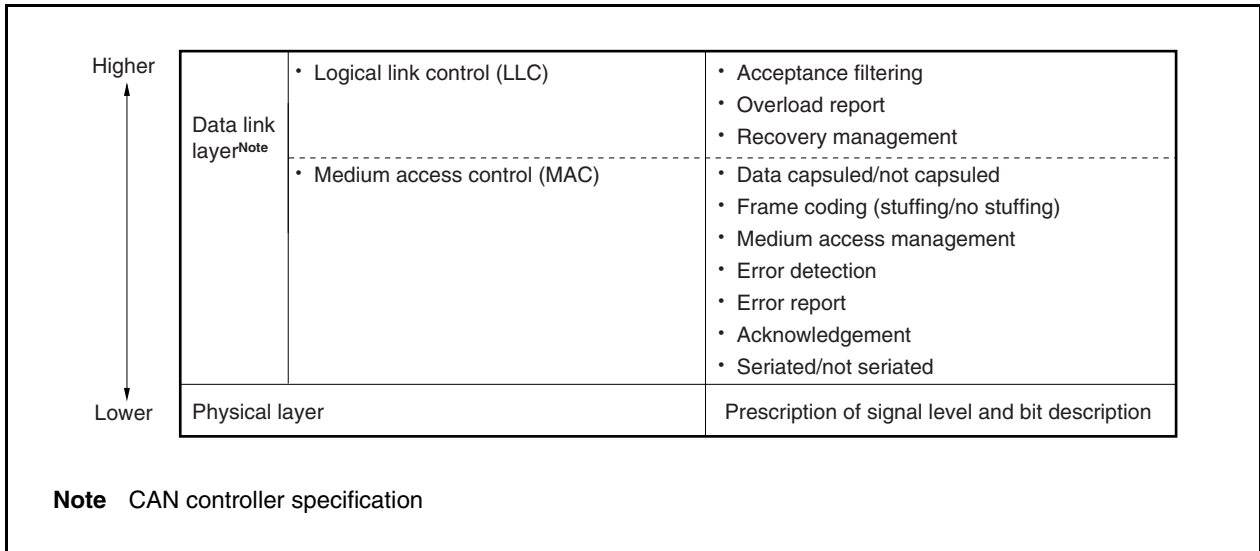 Higher
Data link
layerNote
• Logical link control (LLC)
• Acceptance filtering
• Overload report
• Recovery management
• Medium access control (MAC)
• Data capsuled/not capsuled
• Frame coding (stuffing/no stuffing)
• Medium access management
• Error detection
• Error report
• Acknowledgement
• Seriated/not seriated
Lower
Physical layer
Prescription of signal level and bit description
Note CAN controller specification